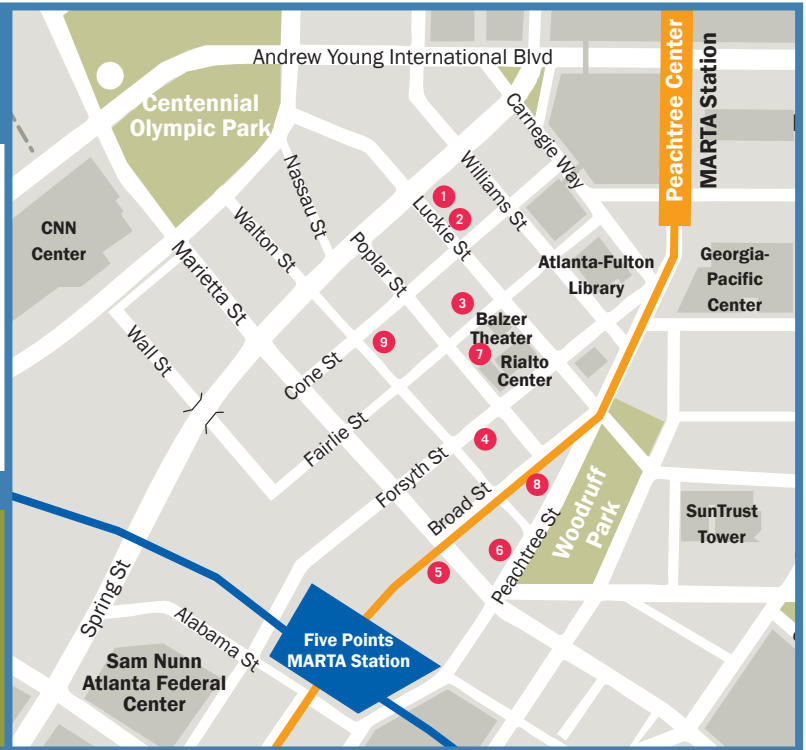 Andrew Young International Blvd
Peachtree Center
MARTA Station
Centennial
Olympic Park
Carnegie Way
Nassau St
Williams St
1
Luckie St
2
Walton St
CNN
Center
Marietta St
Poplar St
Atlanta-Fulton
Library
Georgia-
Pacific
Center
3
Balzer
Theater
Wall St
9
7
Rialto
Center
Cone St
Fairlie St
4
Forsyth St
8
Broad St
Woodruff
Park
SunTrust
Tower
6
Peachtree St
5
Spring St
Alabama St
Five Points
MARTA Station
Sam Nunn
Atlanta Federal
Center